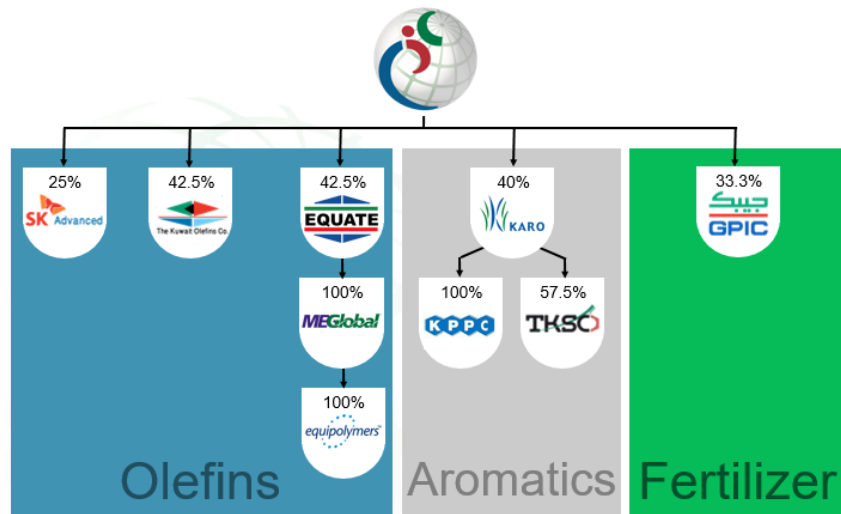 25%
SK Advanced
42.5%
The Kuwait Olefins Co.
42.5%
EQUATE
40%
KARO
33.3%
جيبك
GPIC
100%
MEGlobal
100%
KPPC
57.5%
TKSC
100%
equipolymers™
Olefins
Aromatics
Fertilizer